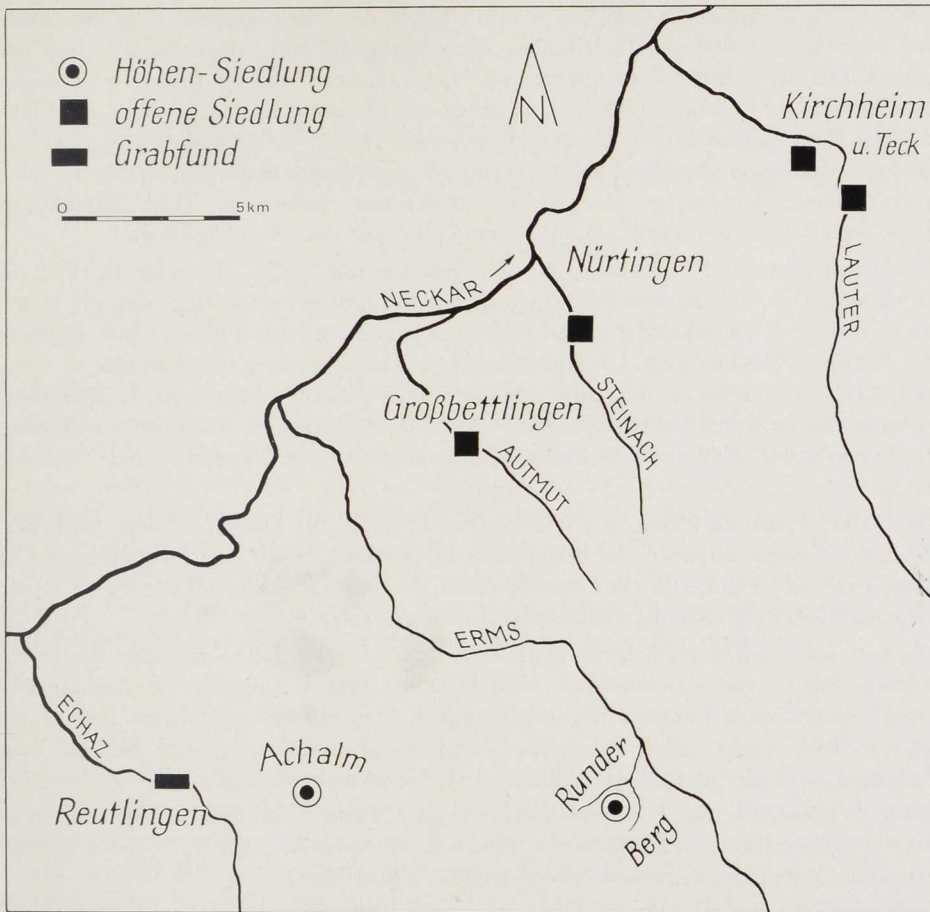 Höhen-Siedlung
offene Siedlung
Grabfund
0 5km
N
Kirchheim
u. Teck
Nürtingen
NECKAR
LAUTER
Großbettlingen
STEINACH
AUTMUT
ERMS
ECHAZ
Achalm
Reutlingen
Runder
Berg